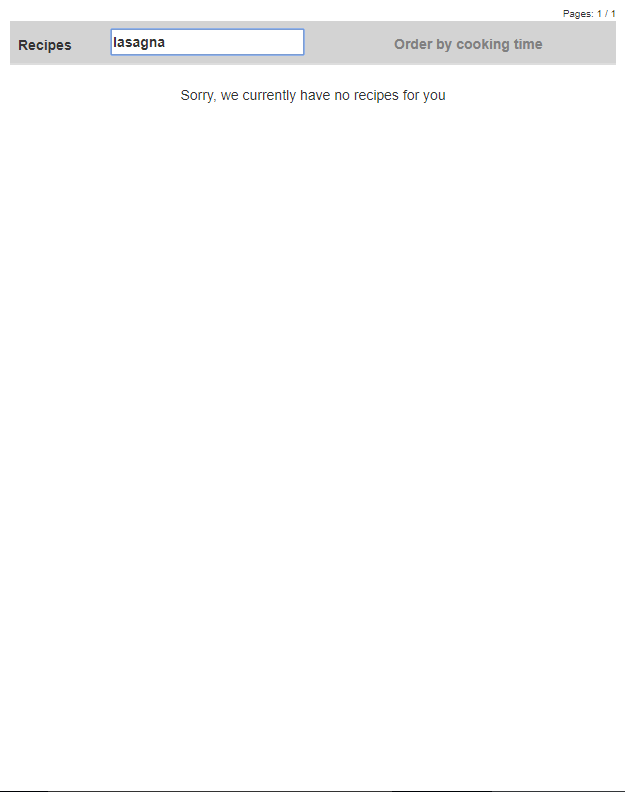 Pages: 1 / 1
Recipes lasagna Order by cooking time
Sorry, we currently have no recipes for you